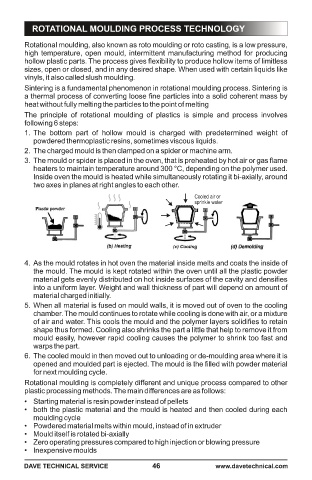 ROTATIONAL MOULDING PROCESS TECHNOLOGY
Rotational moulding, also known as roto moulding or roto casting, is a low pressure,
high temperature, open mould, intermittent manufacturing method for producing
hollow plastic parts. The process gives flexibility to produce hollow items of limitless
sizes, open or closed, and in any desired shape. When used with certain liquids like
vinyls, it also called slush moulding.
Sintering is a fundamental phenomenon in rotational moulding process. Sintering is
a thermal process of converting loose fine particles into a solid coherent mass by
heat without fully melting the particles to the point of melting
The principle of rotational moulding of plastics is simple and process involves
following 6 steps:
1. The bottom part of hollow mould is charged with predetermined weight of
powdered thermoplastic resins, sometimes viscous liquids.
2. The charged mould is then clamped on a spider or machine arm.
3. The mould or spider is placed in the oven, that is preheated by hot air or gas flame
heaters to maintain temperature around 300 °C, depending on the polymer used.
Inside oven the mould is heated while simultaneously rotating it bi-axially, around
two axes in planes at right angles to each other.
Cooled air or
sprinkle water
Plastic powder
(b) Heating (c) Cooling (d) Demolding
4. As the mould rotates in hot oven the material inside melts and coats the inside of
the mould. The mould is kept rotated within the oven until all the plastic powder
material gets evenly distributed on hot inside surfaces of the cavity and densifies
into a uniform layer. Weight and wall thickness of part will depend on amount of
material charged initially.
5. When all material is fused on mould walls, it is moved out of oven to the cooling
chamber. The mould continues to rotate while cooling is done with air, or a mixture
of air and water. This cools the mould and the polymer layers solidifies to retain
shape thus formed. Cooling also shrinks the part a little that help to remove it from
mould easily, however rapid cooling causes the polymer to shrink too fast and
warps the part.
6. The cooled mould in then moved out to unloading or de-moulding area where it is
opened and moulded part is ejected. The mould is the filled with powder material
for next moulding cycle.
Rotational moulding is completely different and unique process compared to other
plastic processing methods. The main differences are as follows:
• Starting material is resin powder instead of pellets
• both the plastic material and the mould is heated and then cooled during each
moulding cycle
• Powdered material melts within mould, instead of in extruder
• Mould itself is rotated bi-axially
• Zero operating pressures compared to high injection or blowing pressure
• Inexpensive moulds
DAVE TECHNICAL SERVICE 46 www.davetechnical.com